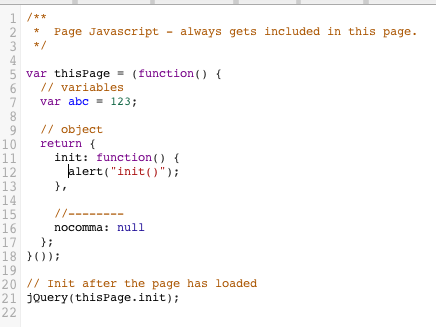 1 /**
2  *  Page Javascript - always gets included in this page.
3  */
4
5 var thisPage = (function() {
6   // variables
7   var abc = 123;
8
9   // object
10   return {
11     init: function() {
12       alert("init()");
13     },
14
15     //--------
16     nocomma: null
17   };
18 }());
19
20 // Init after the page has loaded
21 jQuery(thisPage.init);
22